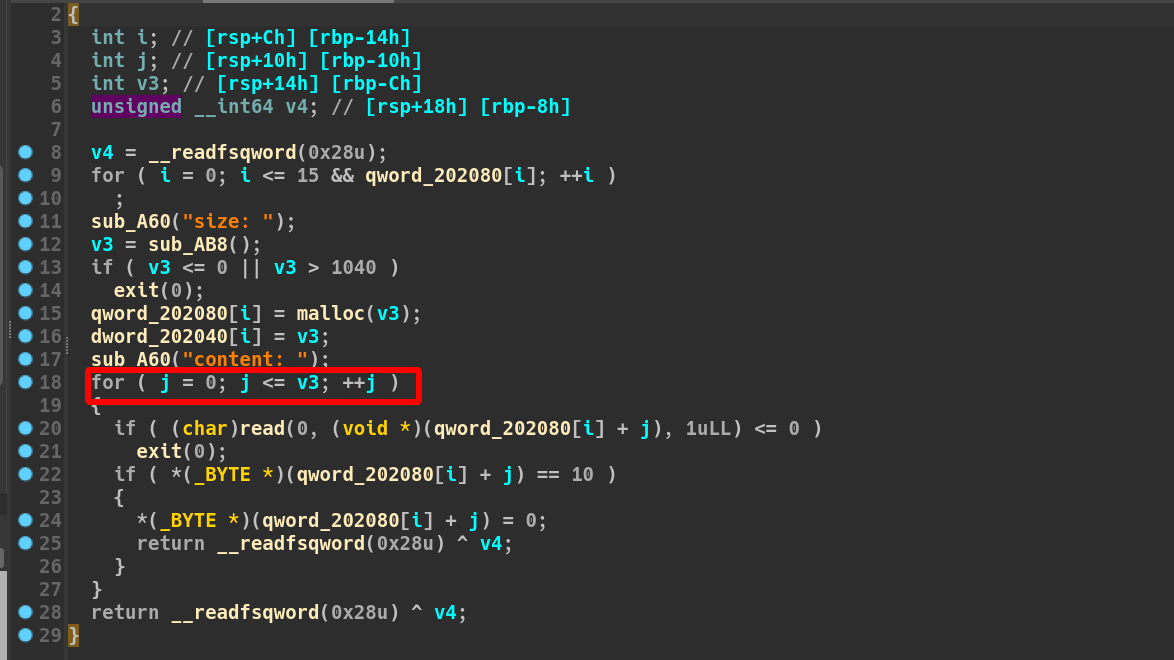 2 {
3 int i; // [rsp+Ch] [rbp-14h]
4 int j; // [rsp+10h] [rbp-10h]
5 int v3; // [rsp+14h] [rbp-Ch]
6 unsigned __int64 v4; // [rsp+18h] [rbp-8h]
7
8 v4 = __readfsqword(0x28u);
9 for ( i = 0; i <= 15 && qword_202080[i]; ++i )
10 ;
11 sub_A60("size: ");
12 v3 = sub_AB8();
13 if ( v3 <= 0 || v3 > 1040 )
14 exit(0);
15 qword_202080[i] = malloc(v3);
16 dword_202040[i] = v3;
17 sub_A60("content: ");
18 for ( j = 0; j <= v3; ++j )
19 {
20 if ( (char)read(0, (void *)(qword_202080[i] + j), 1uLL) <= 0 )
21 exit(0);
22 if ( *(_BYTE *)(qword_202080[i] + j) == 10 )
23 {
24 *(_BYTE *)(qword_202080[i] + j) = 0;
25 return __readfsqword(0x28u) ^ v4;
26 }
27 }
28 return __readfsqword(0x28u) ^ v4;
29 }